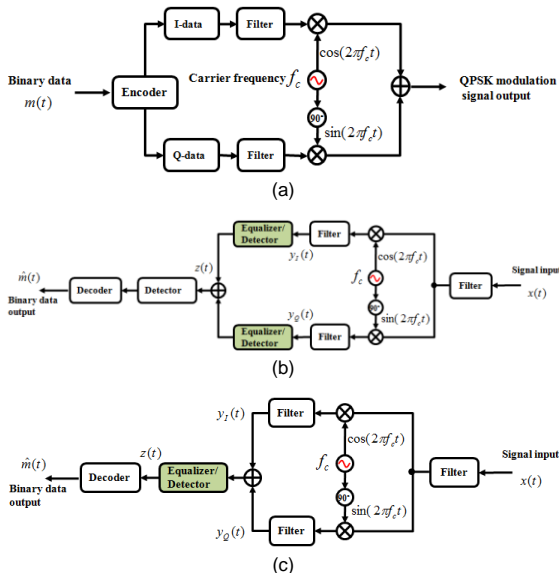 I-data
Filter
cos(2πf_c t)
Binary data
m(t)
Encoder
Carrier frequency f_c
QPSK modulation
signal output
90°
sin(2πf_c t)
Q-data
Filter
(a)
Equalizer/
Detector
Filter
y_I(t)
z(t)
cos(2πf_c t)
Signal input
m̂(t)
Binary data
output
Decoder
Detector
f_c
Filter
x(t)
90°
y_Q(t)
sin(2πf_c t)
Equalizer/
Detector
Filter
(b)
y_I(t)
Filter
cos(2πf_c t)
Signal input
m̂(t)
z(t)
Binary data
output
Decoder
Equalizer/
Detector
f_c
Filter
x(t)
90°
sin(2πf_c t)
y_Q(t)
Filter
(c)